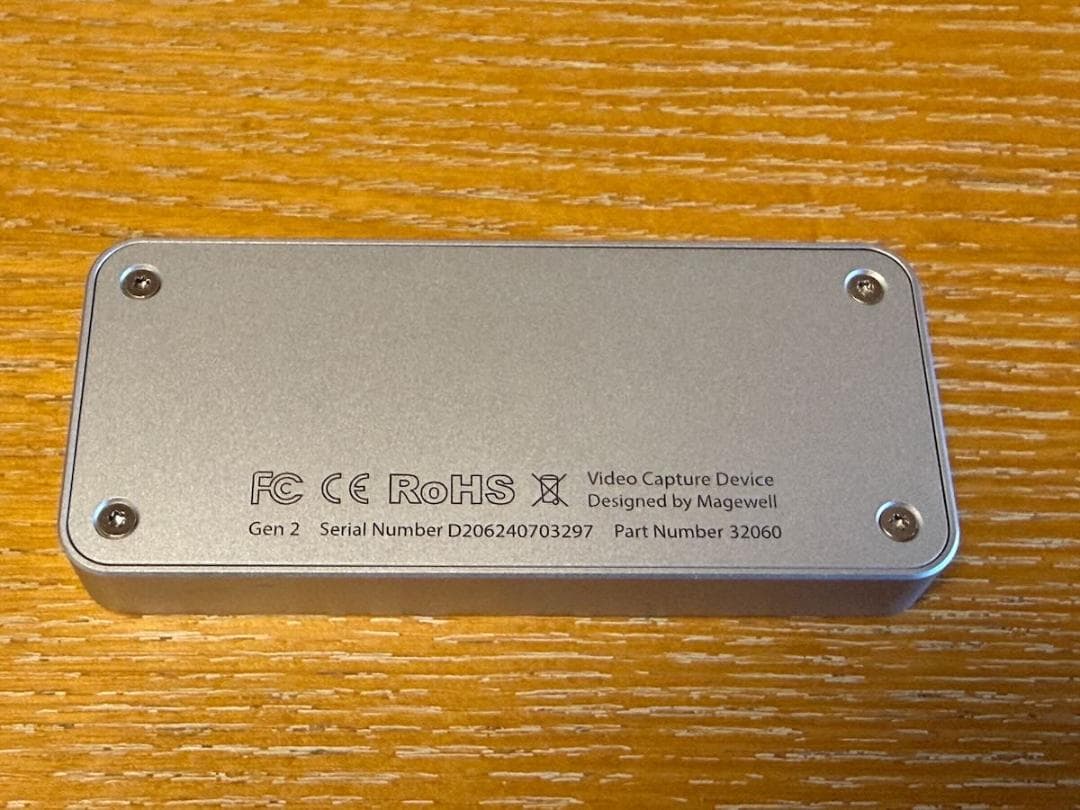 FC CE RoHS Video Capture Device
Designed by Magewell
Gen 2 Serial Number D206240703297 Part Number 32060